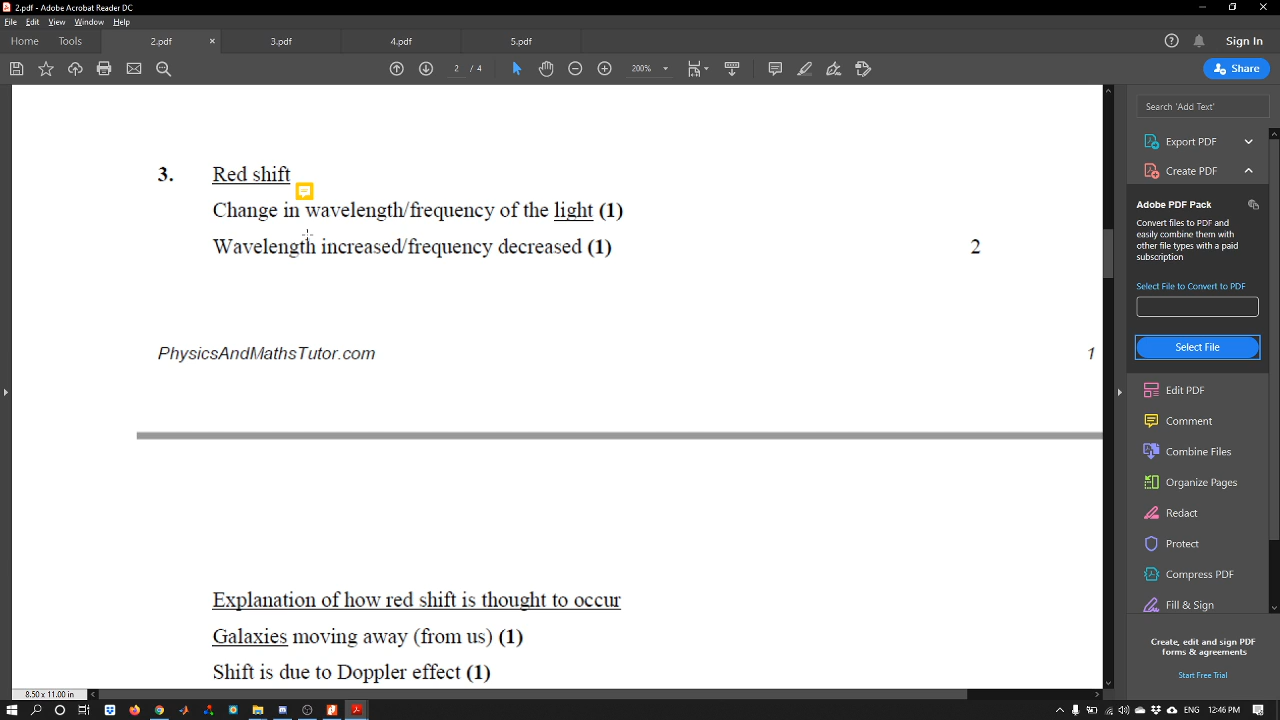 2.pdf - Adobe Acrobat Reader DC
File Edit View Window Help
Home Tools 2.pdf × 3.pdf 4.pdf 5.pdf Sign In
2 / 4 200% Share
Search 'Add Text'
Export PDF
Create PDF
Adobe PDF Pack
Convert files to PDF and
easily combine them with
other file types with a paid
subscription
Select File to Convert to PDF
Select File
Edit PDF
Comment
Combine Files
Organize Pages
Redact
Protect
Compress PDF
Fill & Sign
Create, edit and sign PDF
forms & agreements
Start Free Trial
3. Red shift
Change in wavelength/frequency of the light (1)
Wavelength increased/frequency decreased (1) 2
PhysicsAndMathsTutor.com 1
Explanation of how red shift is thought to occur
Galaxies moving away (from us) (1)
Shift is due to Doppler effect (1)
8.50 x 11.00 in
ENG 12:46 PM